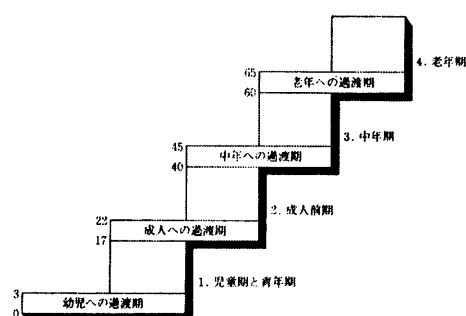 4. 老年期
65
老年への過渡期
60
3. 中年期
45
中年への過渡期
40
2. 成人前期
22
成人への過渡期
17
1. 児童期と青年期
3
幼児への過渡期
0